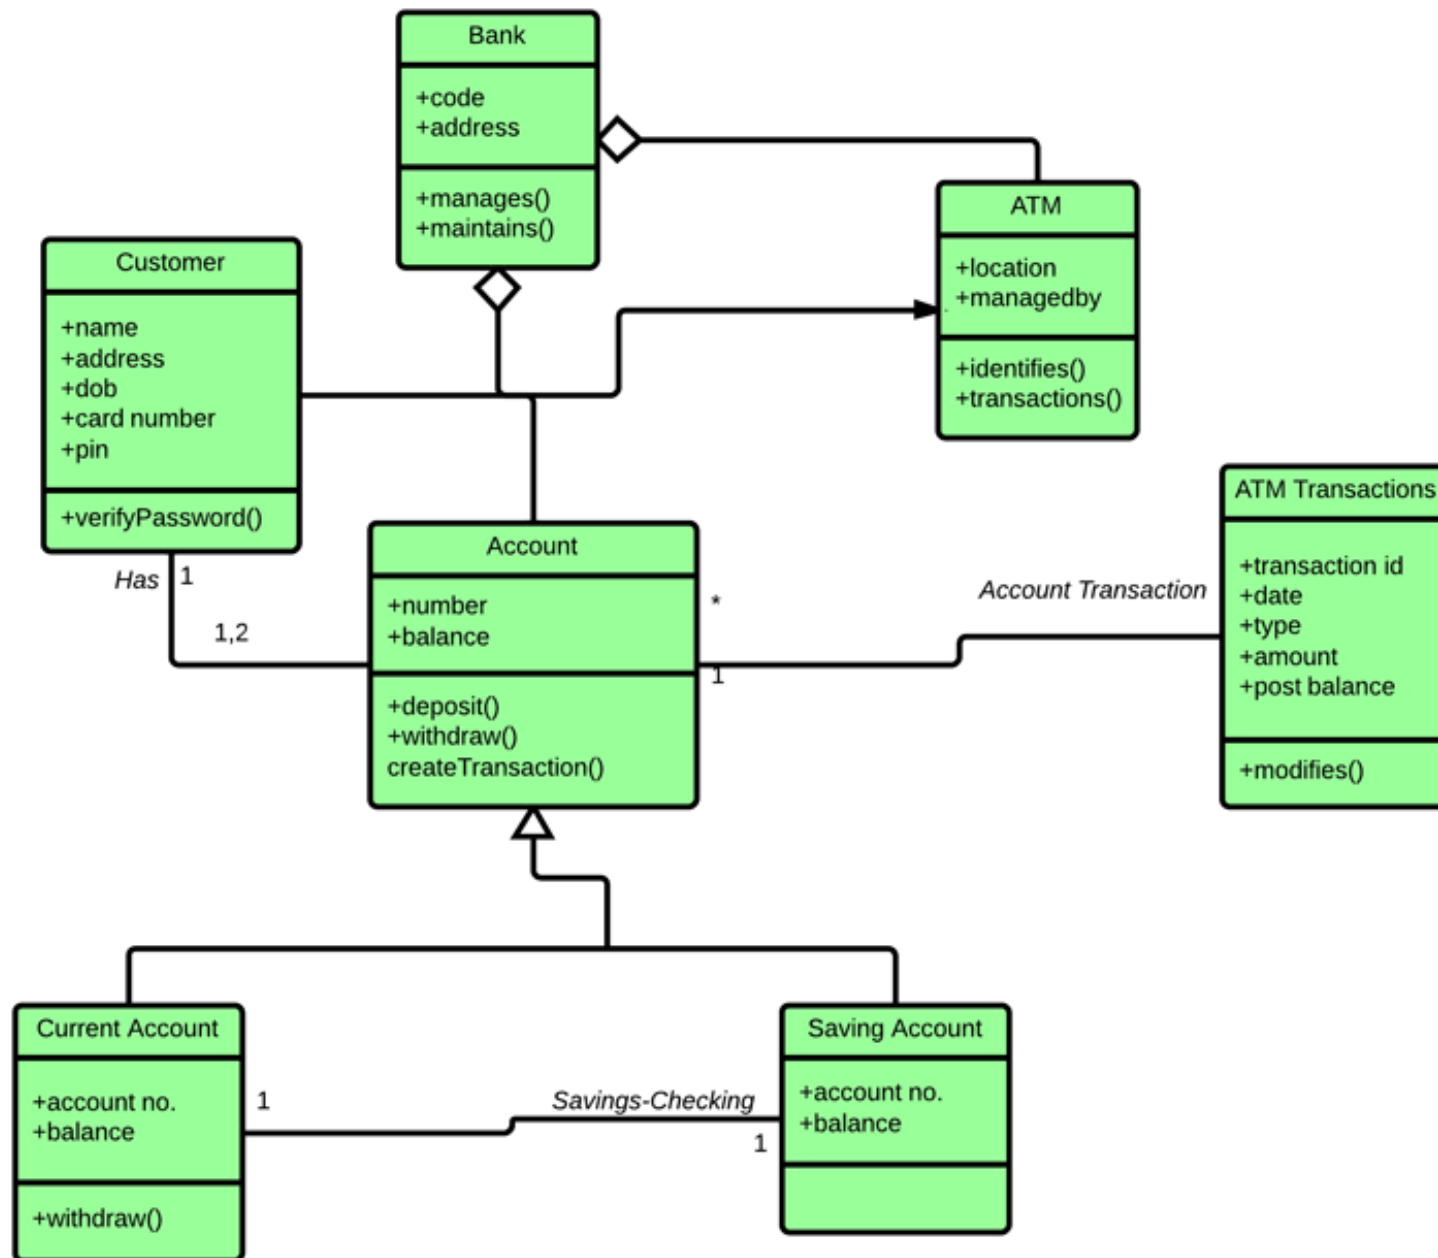 Bank
+code
+address
+manages()
+maintains()
ATM
+location
+managedby
+identifies()
+transactions()
Customer
+name
+address
+dob
+card number
+pin
+verifyPassword()
Has
1
1,2
Account
+number
+balance
+deposit()
+withdraw()
createTransaction()
*
1
Account Transaction
ATM Transactions
+transaction id
+date
+type
+amount
+post balance
+modifies()
Current Account
+account no.
+balance
+withdraw()
1
Savings-Checking
1
Saving Account
+account no.
+balance